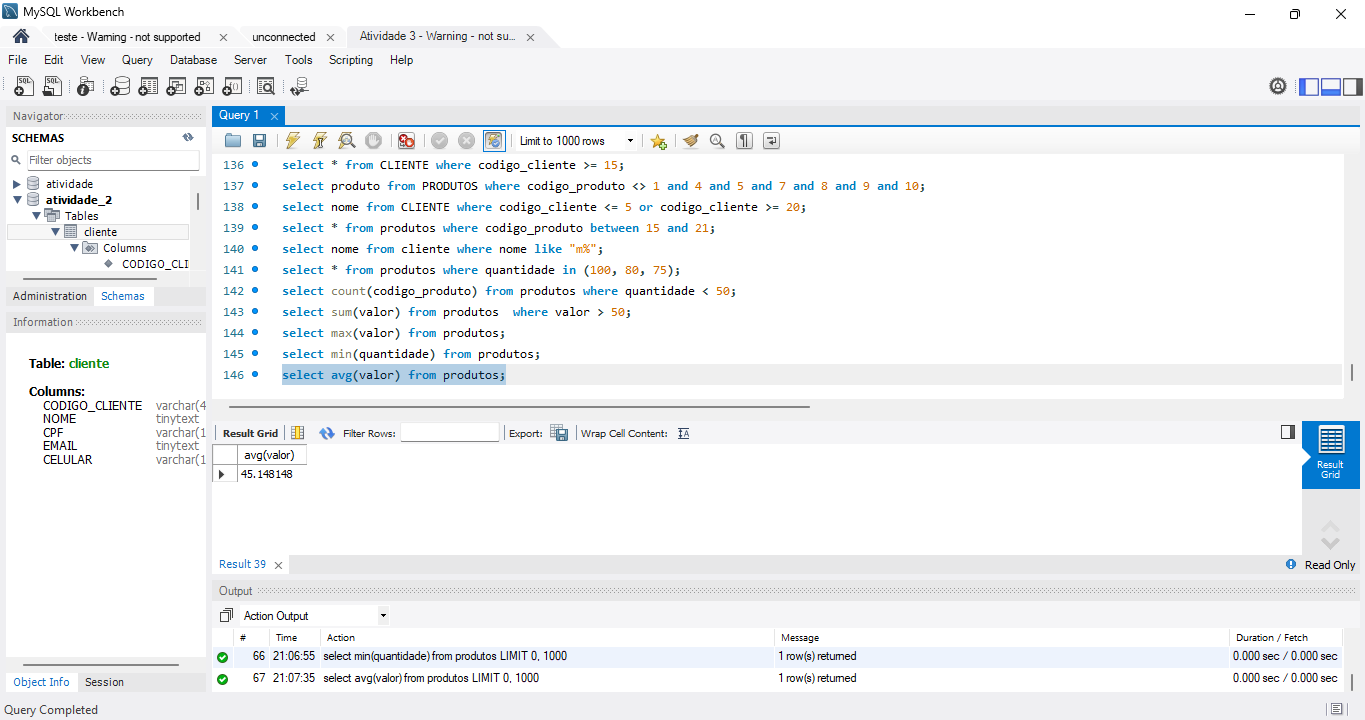 MySQL Workbench
teste - Warning - not supported
unconnected
Atividade 3 - Warning - not su...
File Edit View Query Database Server Tools Scripting Help
Navigator
SCHEMAS
Filter objects
atividade
atividade_2
Tables
cliente
Columns
CODIGO_CLI
Administration Schemas
Information
Table: cliente
Columns:
CODIGO_CLIENTE varchar(4
NOME tinytext
CPF varchar(1
EMAIL tinytext
CELULAR varchar(1
Object Info Session
Query 1
Limit to 1000 rows
136 select * from CLIENTE where codigo_cliente >= 15;
137 select produto from PRODUTOS where codigo_produto <> 1 and 4 and 5 and 7 and 8 and 9 and 10;
138 select nome from CLIENTE where codigo_cliente <= 5 or codigo_cliente >= 20;
139 select * from produtos where codigo_produto between 15 and 21;
140 select nome from cliente where nome like "m%";
141 select * from produtos where quantidade in (100, 80, 75);
142 select count(codigo_produto) from produtos where quantidade < 50;
143 select sum(valor) from produtos  where valor > 50;
144 select max(valor) from produtos;
145 select min(quantidade) from produtos;
146 select avg(valor) from produtos;
Result Grid Filter Rows: Export: Wrap Cell Content:
avg(valor)
45.148148
Result Grid
Result 39
Read Only
Output
Action Output
# Time Action Message Duration / Fetch
66 21:06:55 select min(quantidade) from produtos LIMIT 0, 1000 1 row(s) returned 0.000 sec / 0.000 sec
67 21:07:35 select avg(valor) from produtos LIMIT 0, 1000 1 row(s) returned 0.000 sec / 0.000 sec
Query Completed